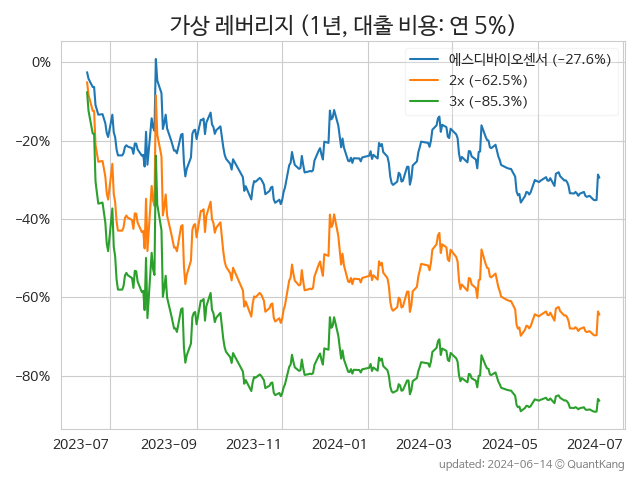 가상 레버리지 (1년, 대출 비용: 연 5%)
에스디바이오센서 (−27.6%)
2x (−62.5%)
3x (−85.3%)
0%
−20%
−40%
−60%
−80%
2023-07 2023-09 2023-11 2024-01 2024-03 2024-05 2024-07
updated: 2024-06-14 © QuantKang